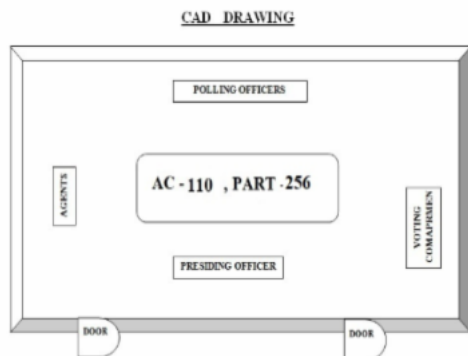 CAD DRAWING
POLLING OFFICERS
AGENTS
AC - 110 , PART - 256
VOTING
COMAPRMEN
PRESIDING OFFICER
DOOR
DOOR